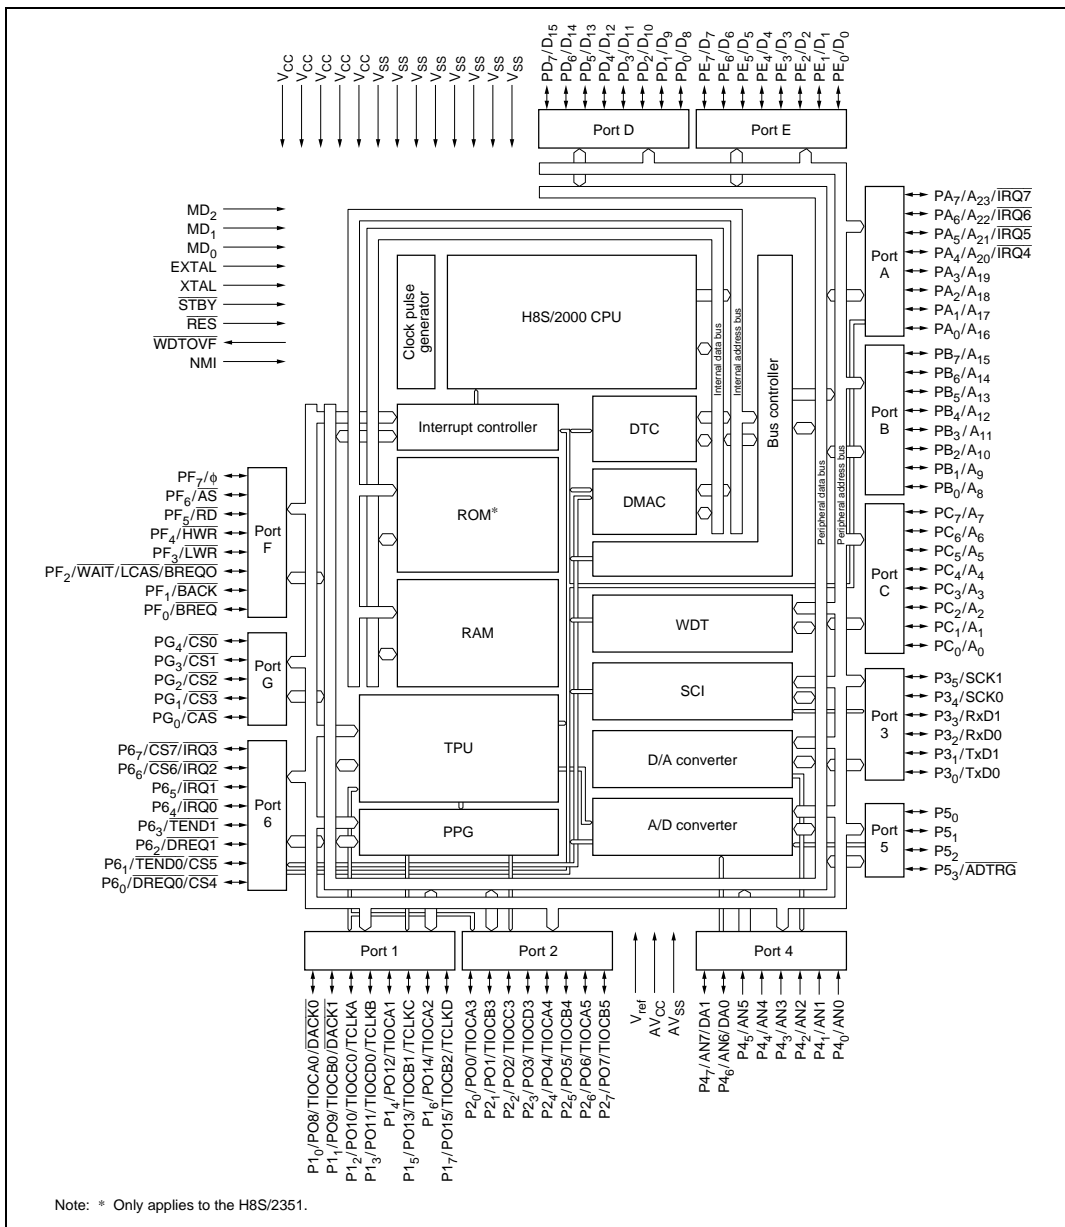 VCC
VCC
VCC
VCC
VCC
VSS
VSS
VSS
VSS
VSS
VSS
VSS
VSS
PD7/D15
PD6/D14
PD5/D13
PD4/D12
PD3/D11
PD2/D10
PD1/D9
PD0/D8
PE7/D7
PE6/D6
PE5/D5
PE4/D4
PE3/D3
PE2/D2
PE1/D1
PE0/D0
Port D
Port E
MD2
MD1
MD0
EXTAL
XTAL
STBY
RES
WDTOVF
NMI
Clock pulse generator
H8S/2000 CPU
Internal data bus
Internal address bus
Bus controller
Peripheral data bus
Peripheral address bus
Interrupt controller
DTC
ROM*
DMAC
RAM
WDT
SCI
TPU
D/A converter
PPG
A/D converter
Port A
PA7/A23/IRQ7
PA6/A22/IRQ6
PA5/A21/IRQ5
PA4/A20/IRQ4
PA3/A19
PA2/A18
PA1/A17
PA0/A16
Port B
PB7/A15
PB6/A14
PB5/A13
PB4/A12
PB3/A11
PB2/A10
PB1/A9
PB0/A8
Port C
PC7/A7
PC6/A6
PC5/A5
PC4/A4
PC3/A3
PC2/A2
PC1/A1
PC0/A0
Port 3
P35/SCK1
P34/SCK0
P33/RxD1
P32/RxD0
P31/TxD1
P30/TxD0
Port 5
P50
P51
P52
P53/ADTRG
PF7/ϕ
PF6/AS
PF5/RD
PF4/HWR
PF3/LWR
PF2/WAIT/LCAS/BREQO
PF1/BACK
PF0/BREQ
Port F
PG4/CS0
PG3/CS1
PG2/CS2
PG1/CS3
PG0/CAS
Port G
P67/CS7/IRQ3
P66/CS6/IRQ2
P65/IRQ1
P64/IRQ0
P63/TEND1
P62/DREQ1
P61/TEND0/CS5
P60/DREQ0/CS4
Port 6
Port 1
Port 2
Port 4
P10/PO8/TIOCA0/DACK0
P11/PO9/TIOCB0/DACK1
P12/PO10/TIOCC0/TCLKA
P13/PO11/TIOCD0/TCLKB
P14/PO12/TIOCA1
P15/PO13/TIOCB1/TCLKC
P16/PO14/TIOCA2
P17/PO15/TIOCB2/TCLKD
P20/PO0/TIOCA3
P21/PO1/TIOCB3
P22/PO2/TIOCC3
P23/PO3/TIOCD3
P24/PO4/TIOCA4
P25/PO5/TIOCB4
P26/PO6/TIOCA5
P27/PO7/TIOCB5
Vref
AVCC
AVSS
P47/AN7/DA1
P46/AN6/DA0
P45/AN5
P44/AN4
P43/AN3
P42/AN2
P41/AN1
P40/AN0
Note: * Only applies to the H8S/2351.